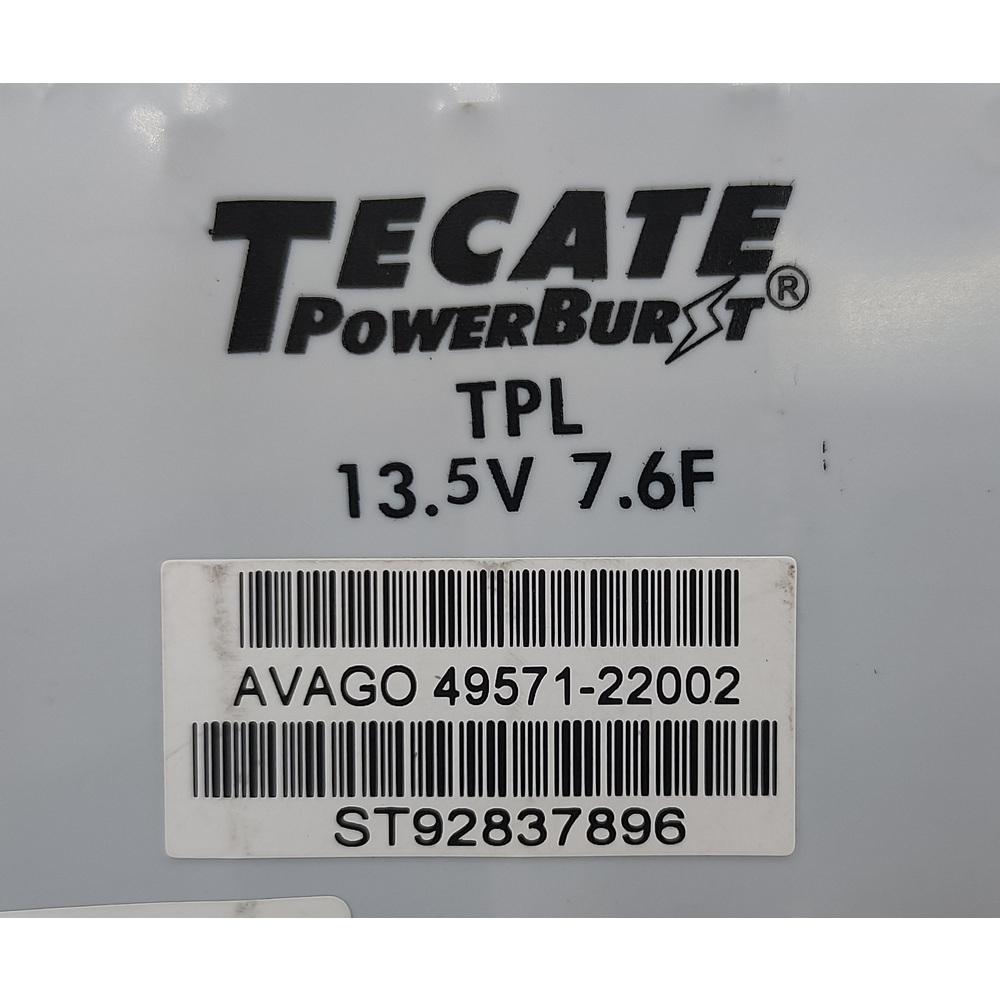 TECATE
POWERBURST®
TPL
13.5V 7.6F
AVAGO 49571-22002
ST92837896